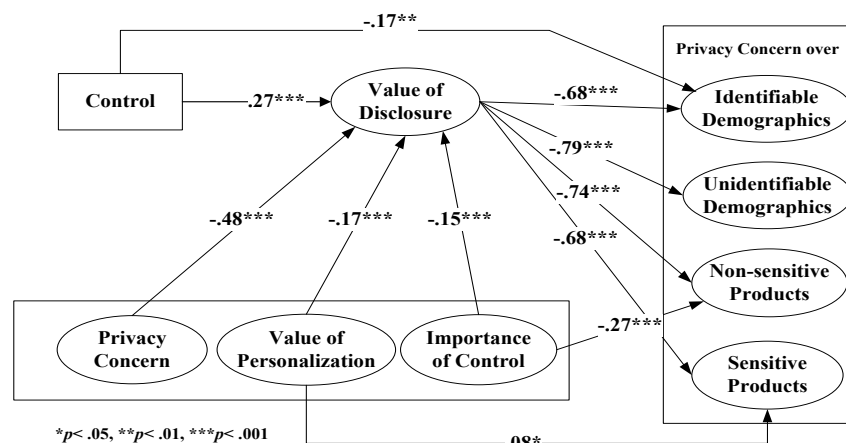 -.17**
Privacy Concern over
Control
.27***
Value of
Disclosure
-.68***
Identifiable
Demographics
-.79***
Unidentifiable
Demographics
-.74***
-.68***
-.48***
-.17***
-.15***
Non-sensitive
Products
-.27***
Privacy
Concern
Value of
Personalization
Importance
of Control
Sensitive
Products
*p< .05, **p< .01, ***p< .001
.08*